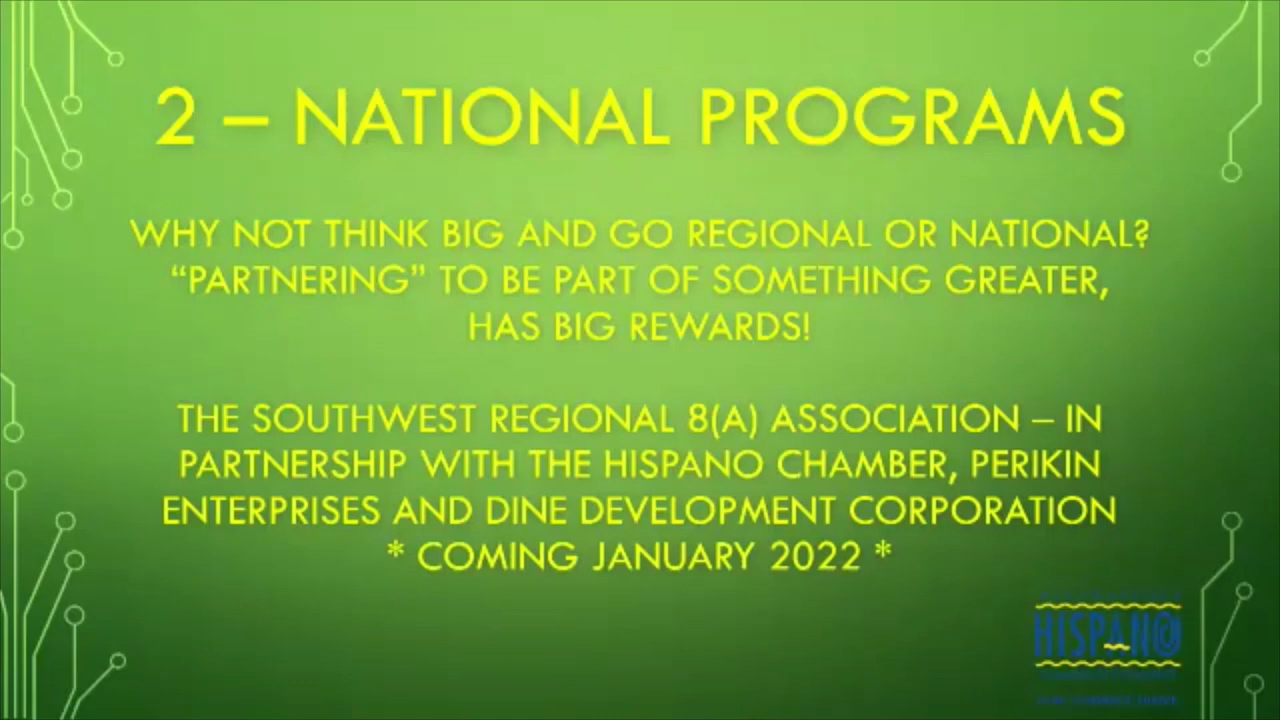 2 – NATIONAL PROGRAMS
WHY NOT THINK BIG AND GO REGIONAL OR NATIONAL?
“PARTNERING” TO BE PART OF SOMETHING GREATER,
HAS BIG REWARDS!
THE SOUTHWEST REGIONAL 8(A) ASSOCIATION – IN
PARTNERSHIP WITH THE HISPANO CHAMBER, PERIKIN
ENTERPRISES AND DINE DEVELOPMENT CORPORATION
* COMING JANUARY 2022 *
HISPANO